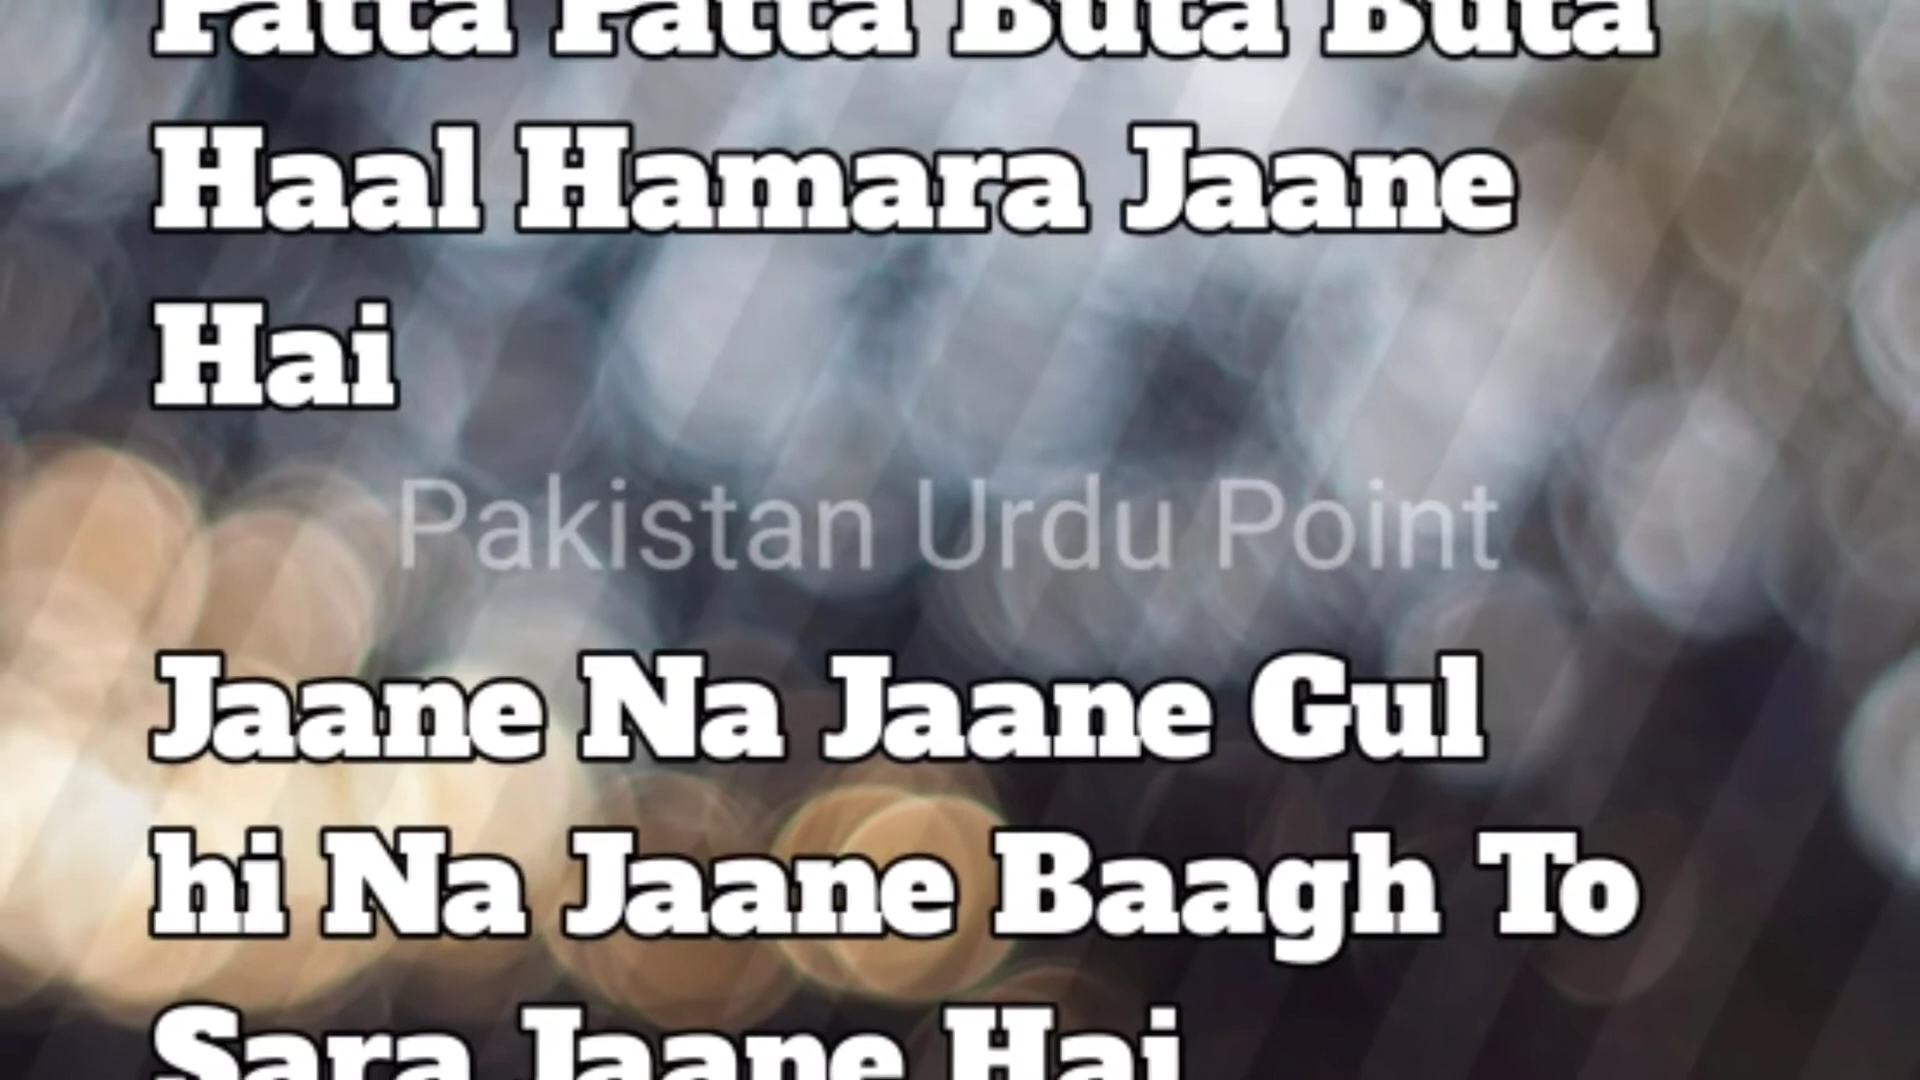 Patta Patta Buta Buta
Haal Hamara Jaane
Hai
Pakistan Urdu Point
Jaane Na Jaane Gul
hi Na Jaane Baagh To
Sara Jaane Hai